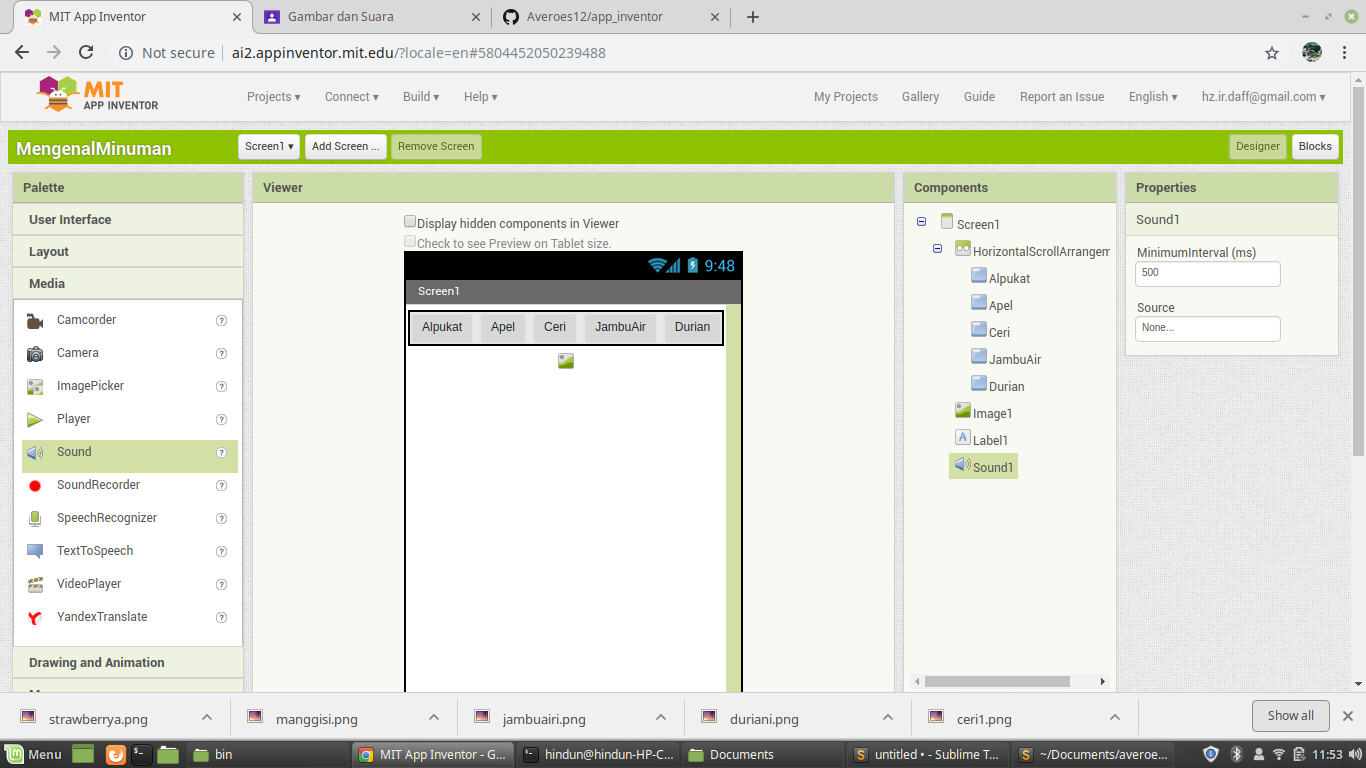 MIT App Inventor
Gambar dan Suara
Averoes12/app_inventor
Not secure
ai2.appinventor.mit.edu/?locale=en#5804452050239488
MIT
APP INVENTOR
Projects ▾
Connect ▾
Build ▾
Help ▾
My Projects
Gallery
Guide
Report an Issue
English ▾
hz.ir.daff@gmail.com ▾
MengenalMinuman
Screen1 ▾
Add Screen ...
Remove Screen
Designer
Blocks
Palette
User Interface
Layout
Media
Camcorder
Camera
ImagePicker
Player
Sound
SoundRecorder
SpeechRecognizer
TextToSpeech
VideoPlayer
YandexTranslate
Drawing and Animation
Viewer
Display hidden components in Viewer
Check to see Preview on Tablet size.
9:48
Screen1
Alpukat
Apel
Ceri
JambuAir
Durian
Components
Screen1
HorizontalScrollArrangem
Alpukat
Apel
Ceri
JambuAir
Durian
Image1
Label1
Sound1
Properties
Sound1
MinimumInterval (ms)
500
Source
None...
strawberrya.png
manggisi.png
jambuairi.png
duriani.png
ceri1.png
Show all
Menu
bin
MIT App Inventor - G...
hindun@hindun-HP-C...
Documents
untitled • - Sublime T...
~/Documents/averoe...
11:53